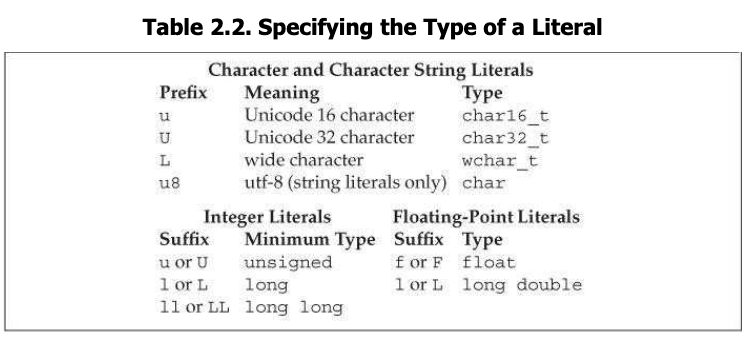 Table 2.2. Specifying the Type of a Literal
Character and Character String Literals
Prefix Meaning Type
u Unicode 16 character char16_t
U Unicode 32 character char32_t
L wide character wchar_t
u8 utf-8 (string literals only) char
Integer Literals Floating-Point Literals
Suffix Minimum Type Suffix Type
u or U unsigned f or F float
l or L long l or L long double
ll or LL long long